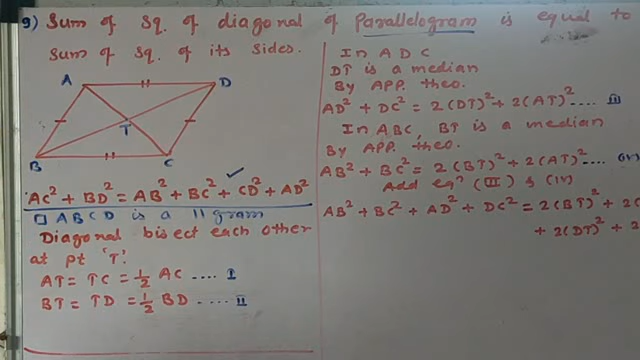 9) Sum of sq. of diagonal of Parallelogram is equal to
sum of sq. of its sides.
A
D
T
B
C
AC² + BD² = AB² + BC² + CD² + AD²
□ ABCD is a 11 gram
Diagonal bisect each other
at pt 'T'.
AT = TC = 1/2 AC .... I
BT = TD = 1/2 BD ..... II
In ADC
DT is a median
By APP. theo.
AD² + DC² = 2(DT)² + 2(AT)² .... III
In ABC, BT is a median
By APP. theo.
AB² + BC² = 2(BT)² + 2(AT)² ....
Add eqⁿ (III) & (IV)
AB² + BC² + AD² + DC² = 2(BT)² + 2(
+ 2(DT)² + 2